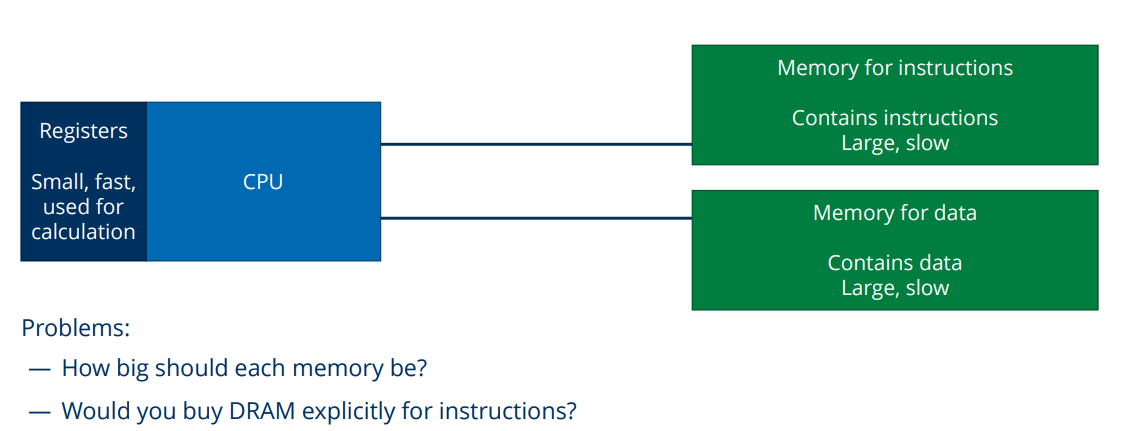 Registers
Small, fast,
used for
calculation
CPU
Memory for instructions
Contains instructions
Large, slow
Memory for data
Contains data
Large, slow
Problems:
— How big should each memory be?
— Would you buy DRAM explicitly for instructions?